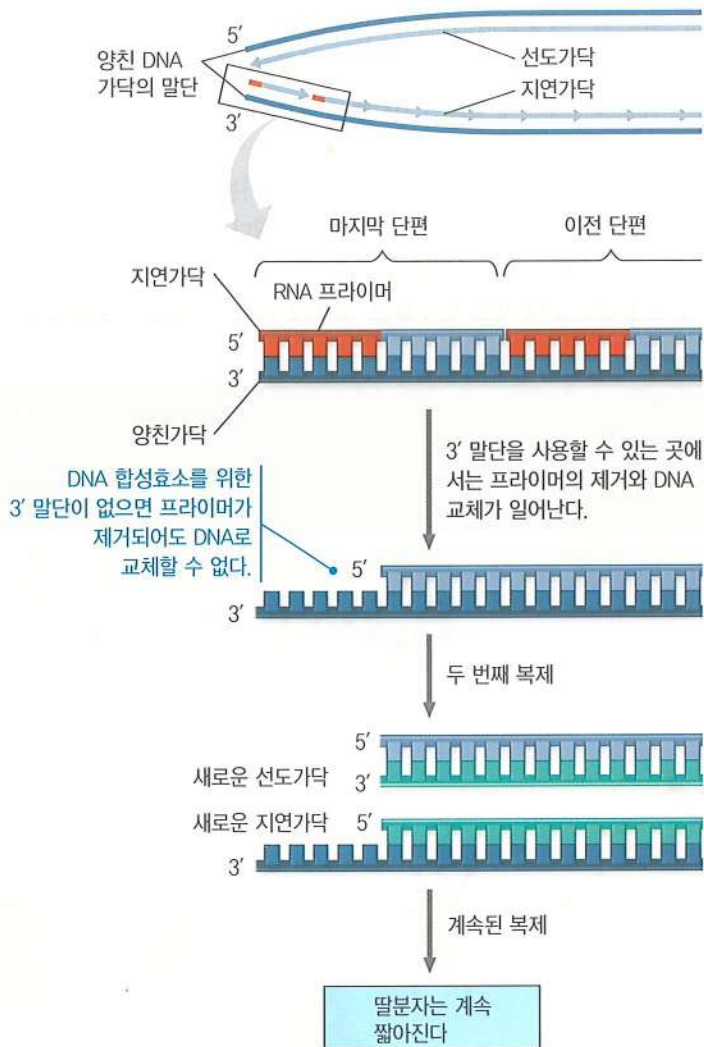 5′
양친 DNA
가닥의 말단
선도가닥
지연가닥
3′
마지막 단편
이전 단편
지연가닥
RNA 프라이머
5′
3′
양친가닥
3′ 말단을 사용할 수 있는 곳에
서는 프라이머의 제거와 DNA
교체가 일어난다.
DNA 합성효소를 위한
3′ 말단이 없으면 프라이머가
제거되어도 DNA로
교체할 수 없다.
5′
3′
두 번째 복제
5′
새로운 선도가닥
3′
새로운 지연가닥
5′
3′
계속된 복제
딸분자는 계속
짧아진다